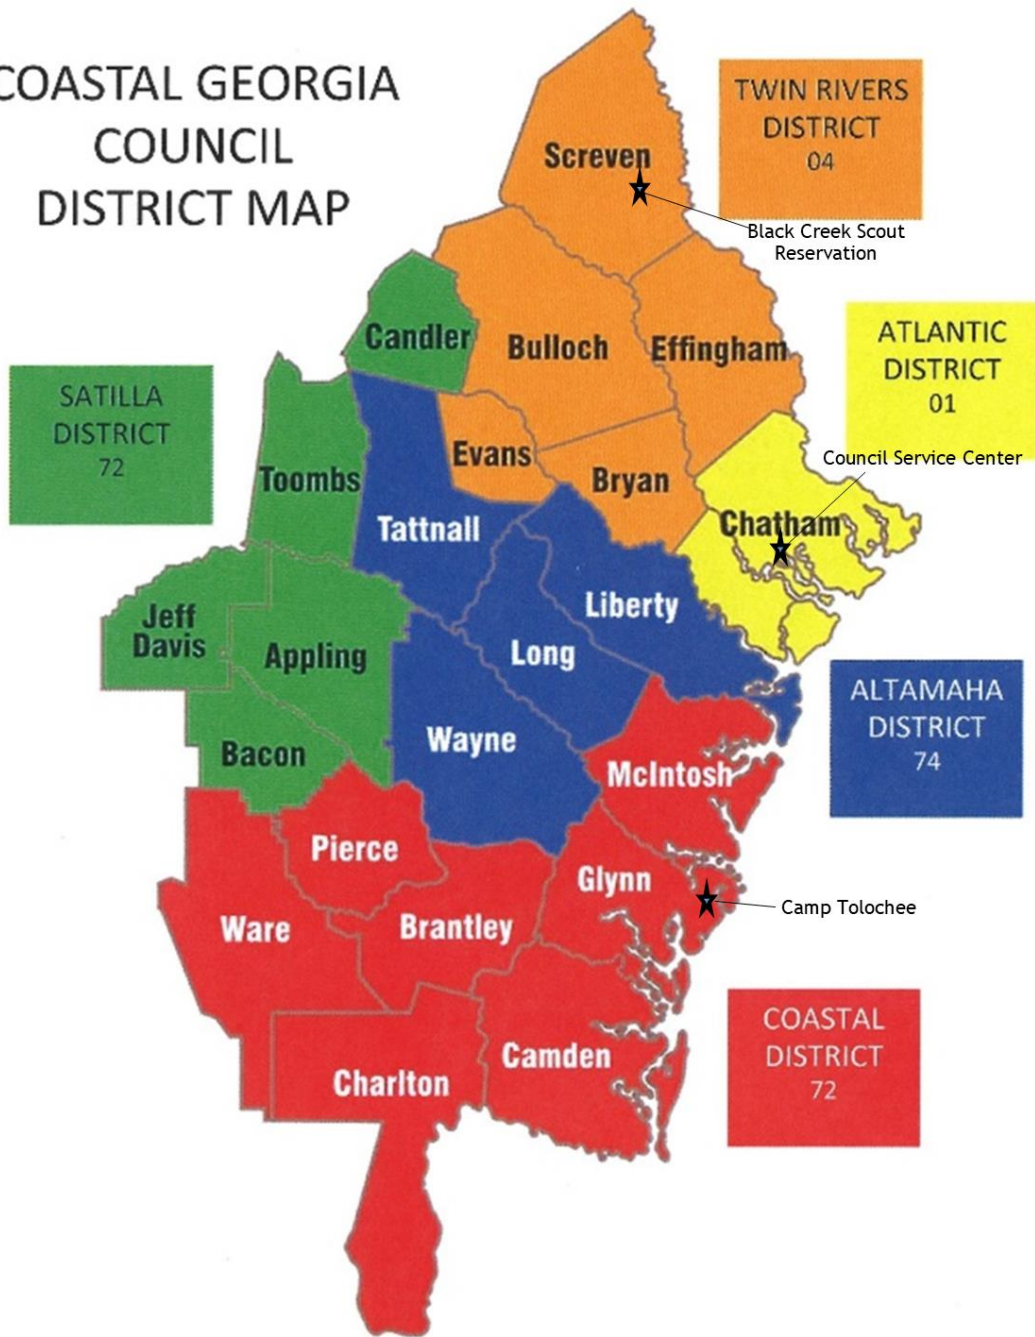 COASTAL GEORGIA
COUNCIL
DISTRICT MAP
TWIN RIVERS
DISTRICT
04
Screven
Black Creek Scout
Reservation
Candler
Bulloch
Effingham
ATLANTIC
DISTRICT
01
SATILLA
DISTRICT
72
Toombs
Evans
Bryan
Council Service Center
Tattnall
Chatham
Jeff
Davis
Appling
Long
Liberty
ALTAMAHA
DISTRICT
74
Bacon
Wayne
McIntosh
Pierce
Glynn
Camp Tolochee
Ware
Brantley
COASTAL
DISTRICT
72
Charlton
Camden